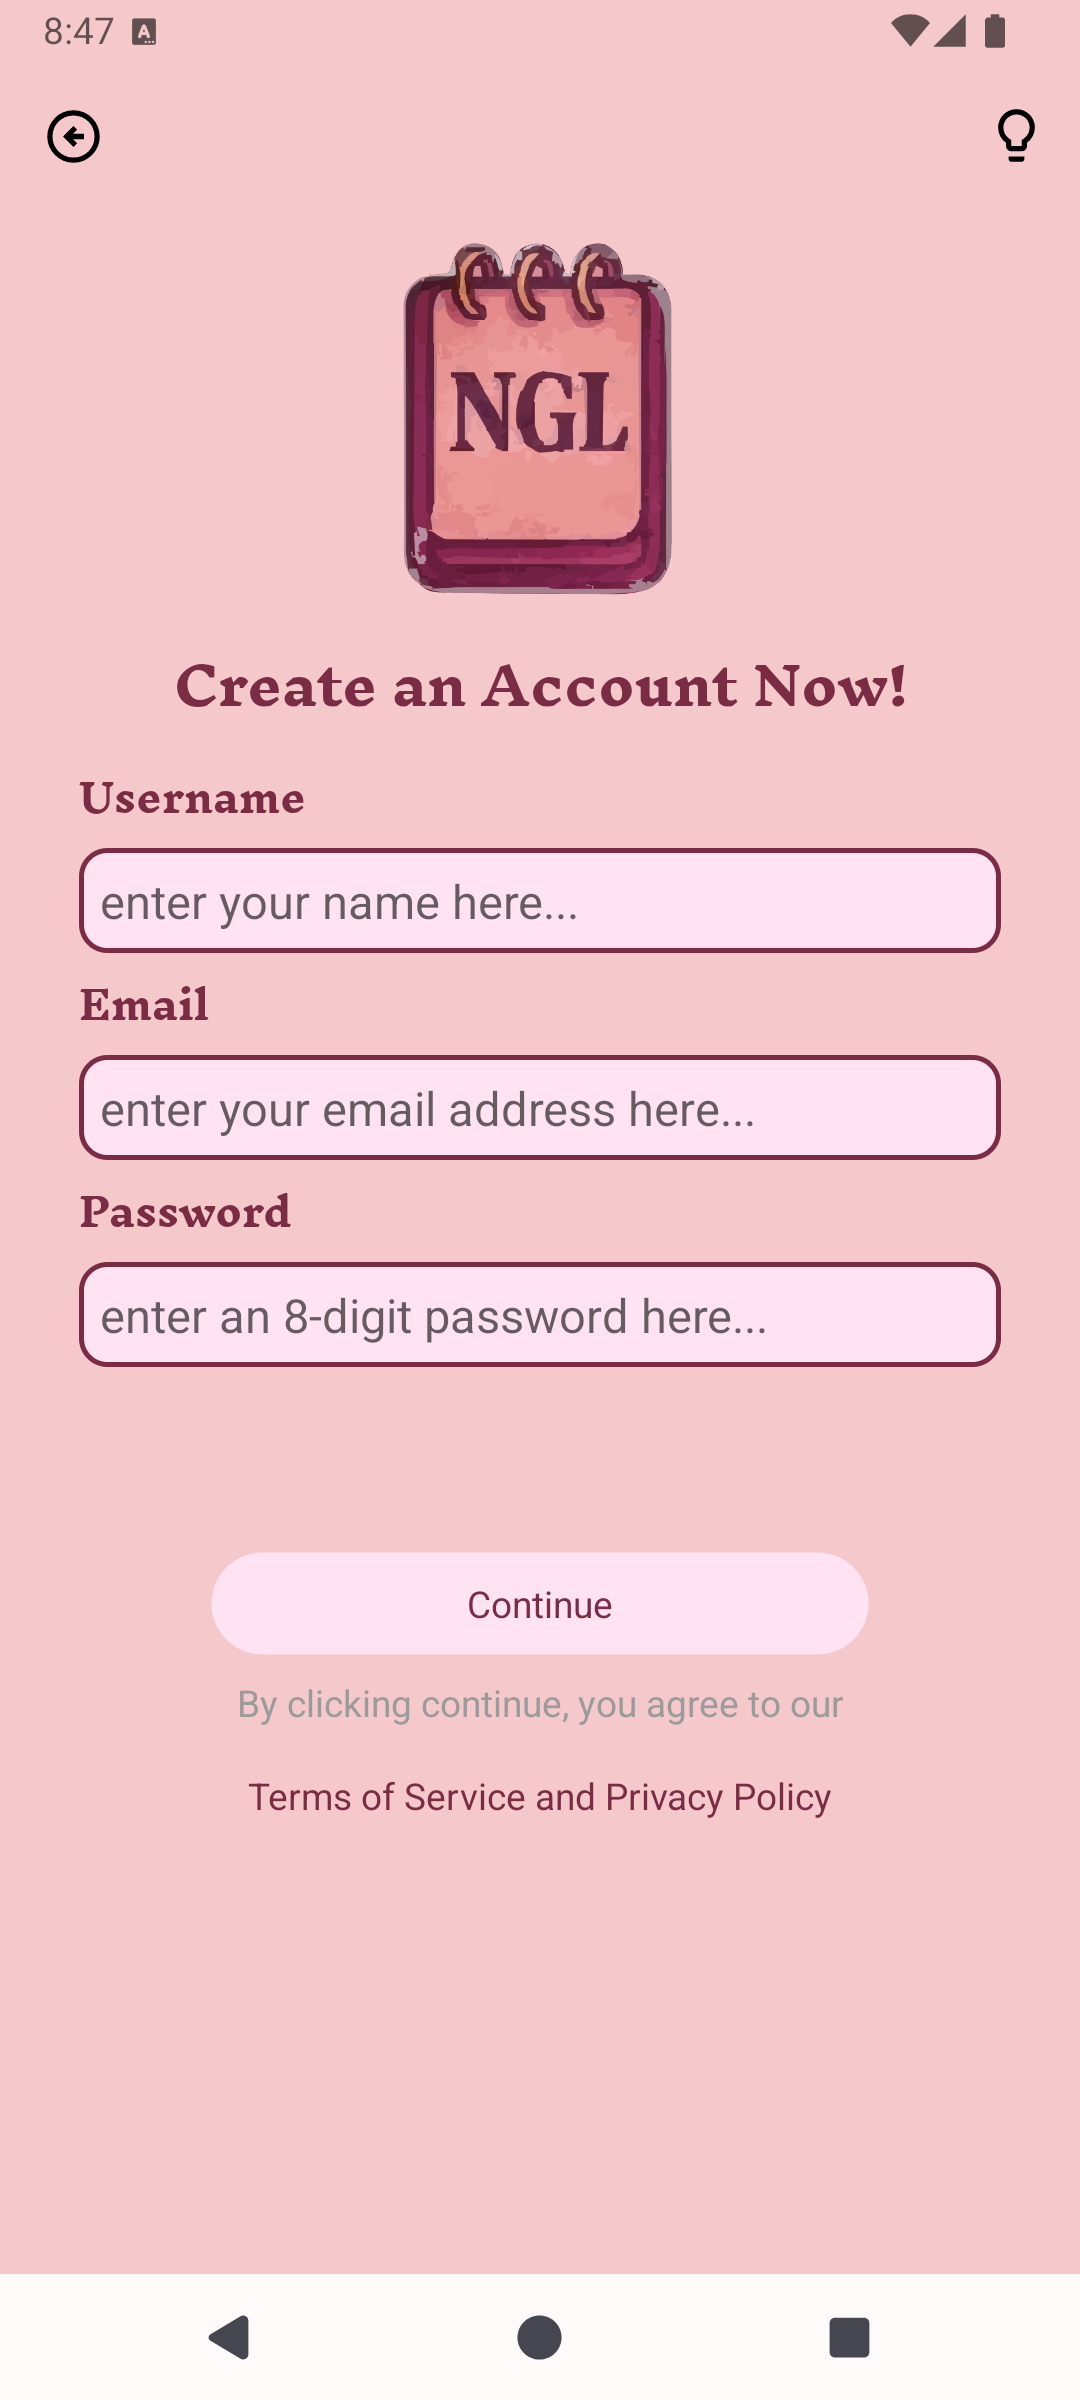 8:47
NGL
Create an Account Now!
Username
enter your name here...
Email
enter your email address here...
Password
enter an 8-digit password here...
Continue
By clicking continue, you agree to our
Terms of Service and Privacy Policy